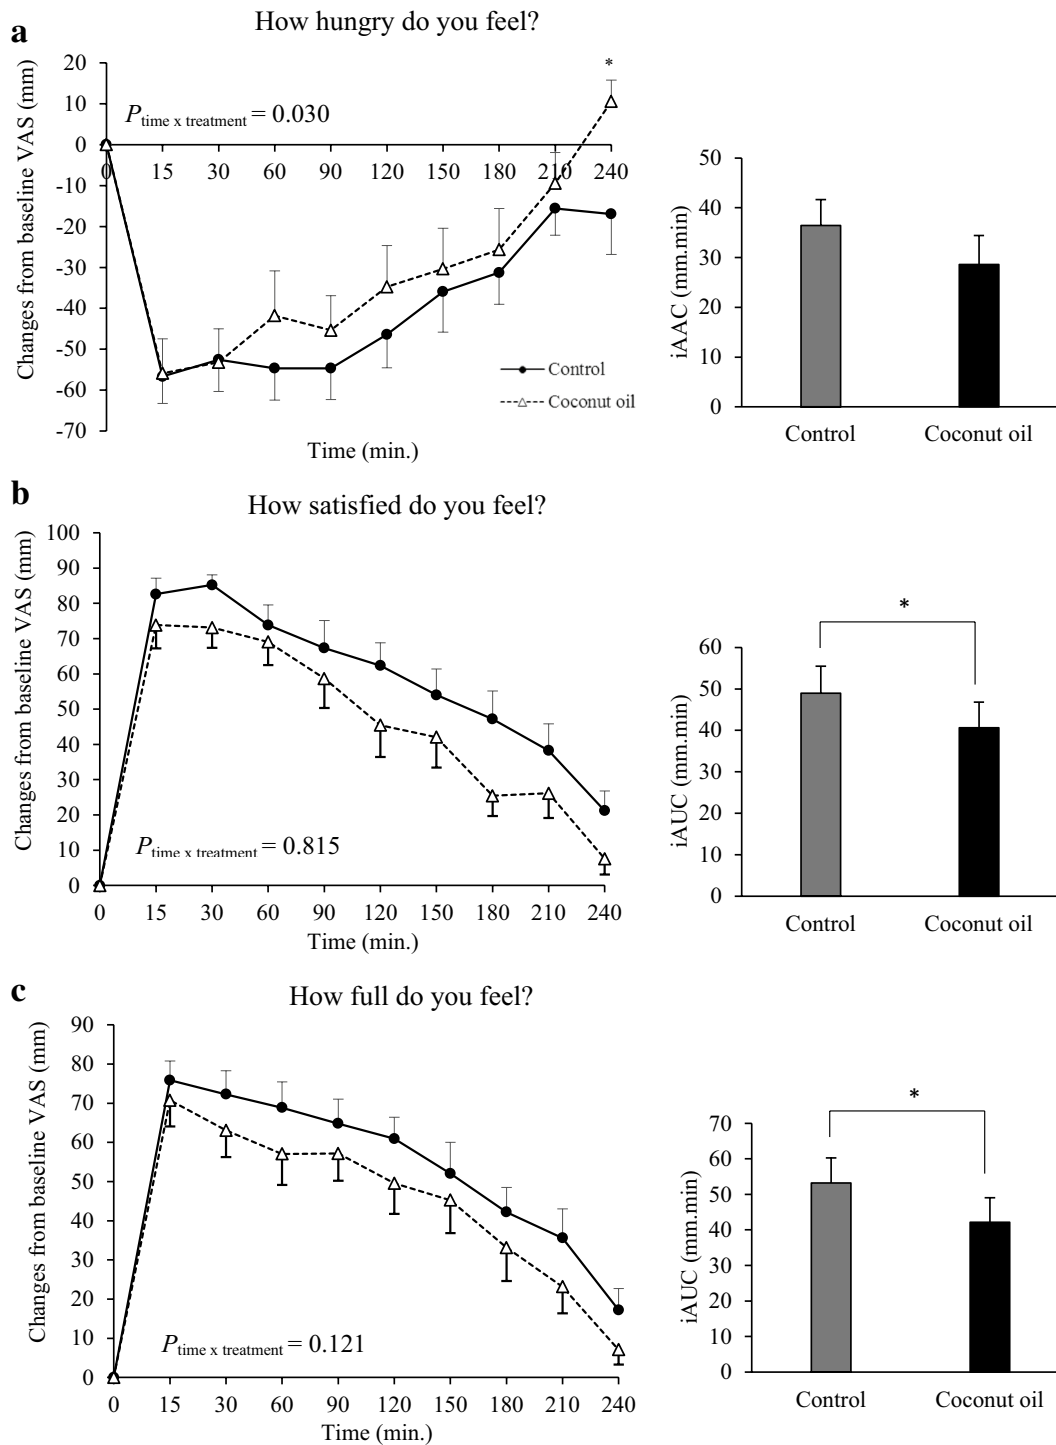 a
How hungry do you feel?
Changes from baseline VAS (mm)
20
10
0
-10
-20
-30
-40
-50
-60
-70
P time x treatment = 0.030
*
0 15 30 60 90 120 150 180 210 240
Control
Coconut oil
Time (min.)
iAAC (mm.min)
50
40
30
20
10
0
Control Coconut oil
b
How satisfied do you feel?
Changes from baseline VAS (mm)
100
90
80
70
60
50
40
30
20
10
0
P time x treatment = 0.815
0 15 30 60 90 120 150 180 210 240
Time (min.)
*
iAUC (mm.min)
60
50
40
30
20
10
0
Control Coconut oil
c
How full do you feel?
Changes from baseline VAS (mm)
90
80
70
60
50
40
30
20
10
0
P time x treatment = 0.121
0 15 30 60 90 120 150 180 210 240
Time (min.)
*
iAUC (mm.min)
70
60
50
40
30
20
10
0
Control Coconut oil